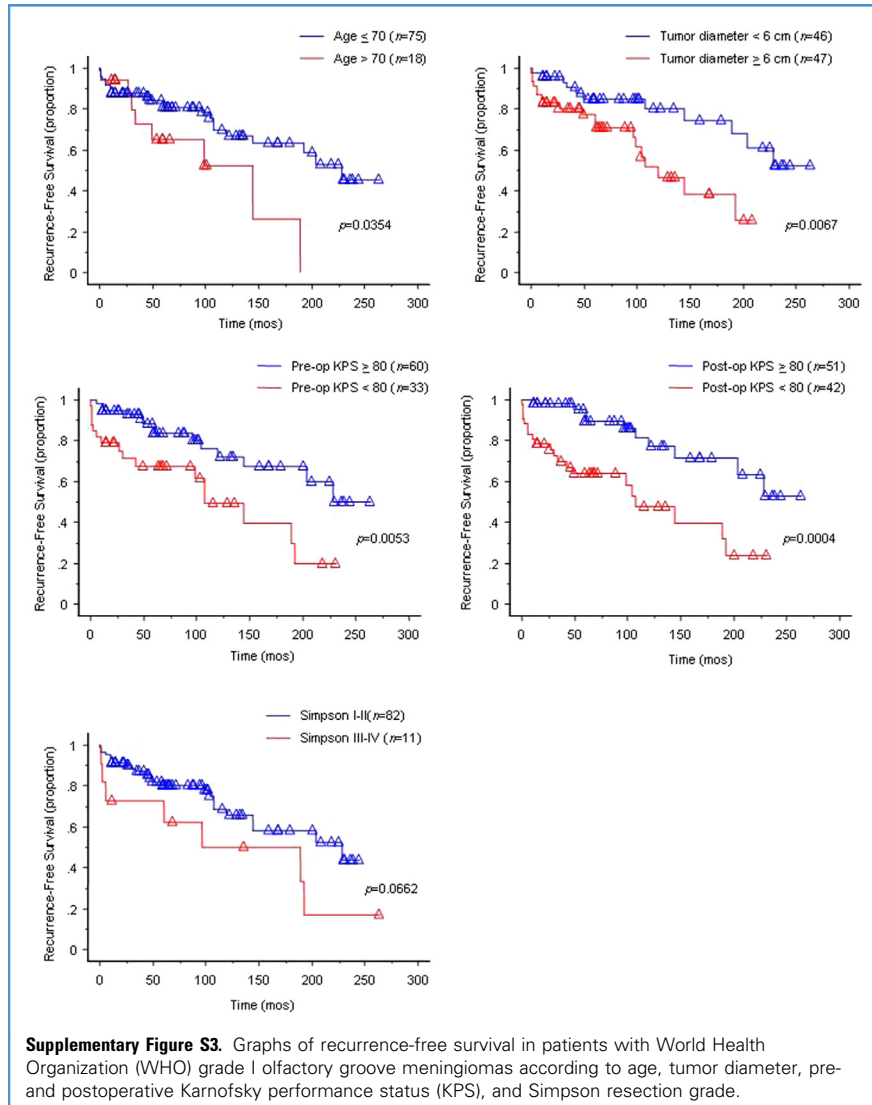 Age ≤ 70 (n=75)
Age > 70 (n=18)
Recurrence-Free Survival (proportion)
1
.8
.6
.4
.2
0
p=0.0354
0 50 100 150 200 250 300
Time (mos)
Tumor diameter < 6 cm (n=46)
Tumor diameter ≥ 6 cm (n=47)
Recurrence-Free Survival (proportion)
1
.8
.6
.4
.2
0
p=0.0067
0 50 100 150 200 250 300
Time (mos)
Pre-op KPS ≥ 80 (n=60)
Pre-op KPS < 80 (n=33)
Recurrence-Free Survival (proportion)
1
.8
.6
.4
.2
0
p=0.0053
0 50 100 150 200 250 300
Time (mos)
Post-op KPS ≥ 80 (n=51)
Post-op KPS < 80 (n=42)
Recurrence-Free Survival (proportion)
1
.8
.6
.4
.2
0
p=0.0004
0 50 100 150 200 250 300
Time (mos)
Simpson I-II(n=82)
Simpson III-IV (n=11)
Recurrence-Free Survival (proportion)
1
.8
.6
.4
.2
0
p=0.0662
0 50 100 150 200 250 300
Time (mos)
Supplementary Figure S3. Graphs of recurrence-free survival in patients with World Health
Organization (WHO) grade I olfactory groove meningiomas according to age, tumor diameter, pre-
and postoperative Karnofsky performance status (KPS), and Simpson resection grade.